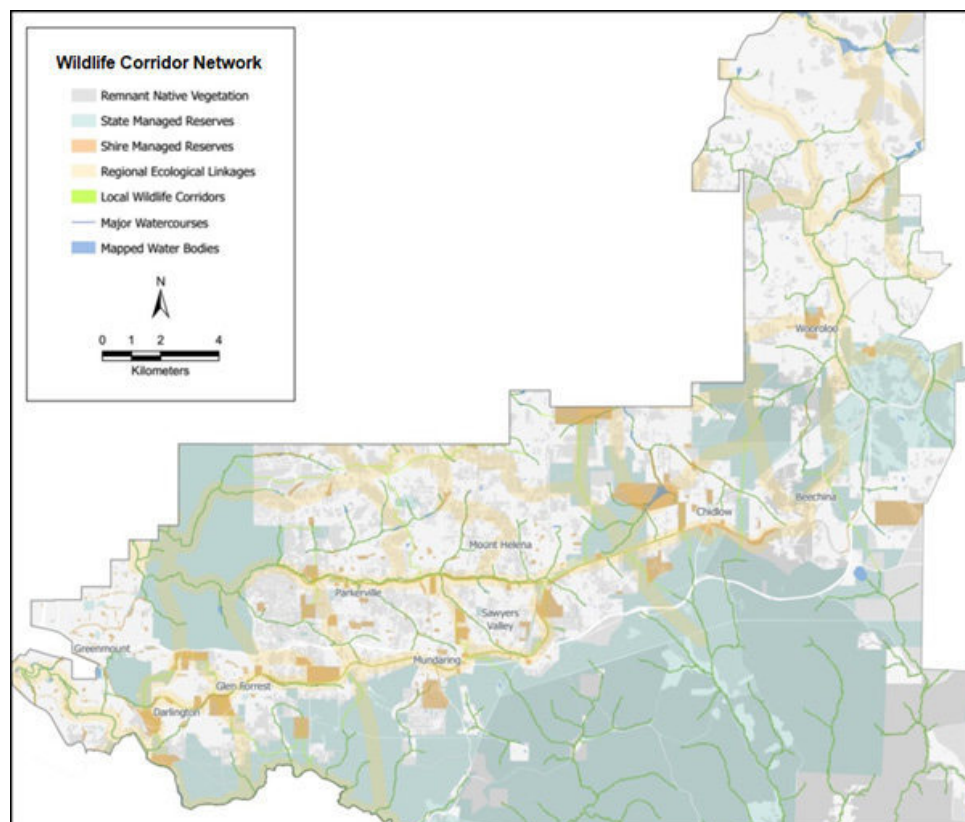 Wildlife Corridor Network
Remnant Native Vegetation
State Managed Reserves
Shire Managed Reserves
Regional Ecological Linkages
Local Wildlife Corridors
Major Watercourses
Mapped Water Bodies
N
0 1 2 4
Kilometers
Wooroloo
Beechina
Chidlow
Mount Helena
Parkerville
Sawyers
Valley
Greenmount
Mundaring
Glen Forrest
Darlington